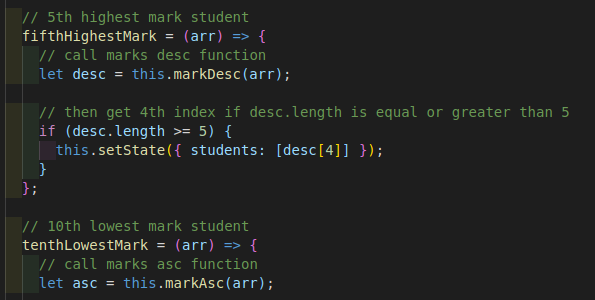 // 5th highest mark student
fifthHighestMark = (arr) => {
// call marks desc function
let desc = this.markDesc(arr);
// then get 4th index if desc.length is equal or greater than 5
if (desc.length >= 5) {
this.setState({ students: [desc[4]] });
}
};
// 10th lowest mark student
tenthLowestMark = (arr) => {
// call marks asc function
let asc = this.markAsc(arr);